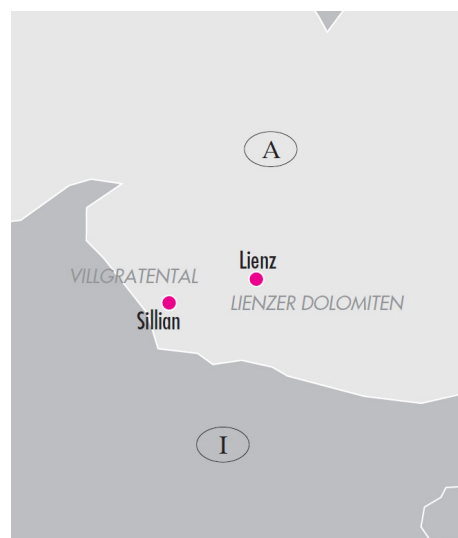 A
Lienz
VILLGRATENTAL
LIENZER DOLOMITEN
Sillian
I